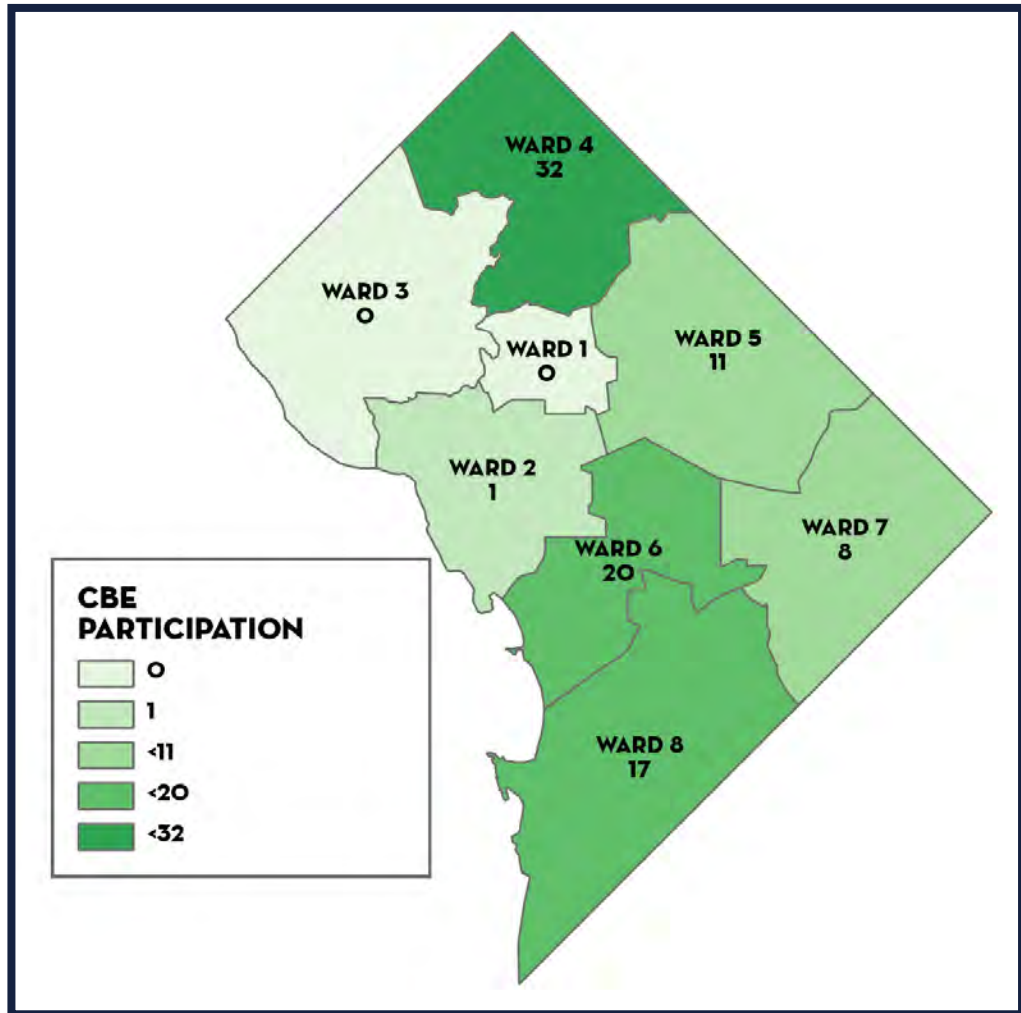 WARD 4
32
WARD 3
0
WARD 1
0
WARD 5
11
WARD 2
1
WARD 6
20
WARD 7
8
WARD 8
17
CBE
PARTICIPATION
0
1
<11
<20
<32